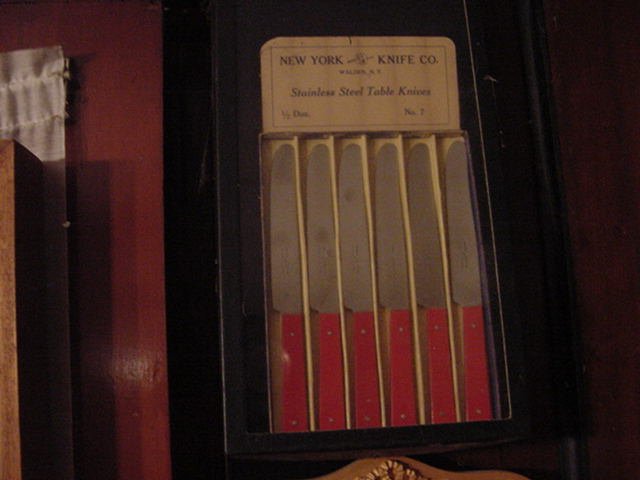 NEW YORK KNIFE CO.
WALDEN, N.Y.
Stainless Steel Table Knives
½ Doz. No. 7